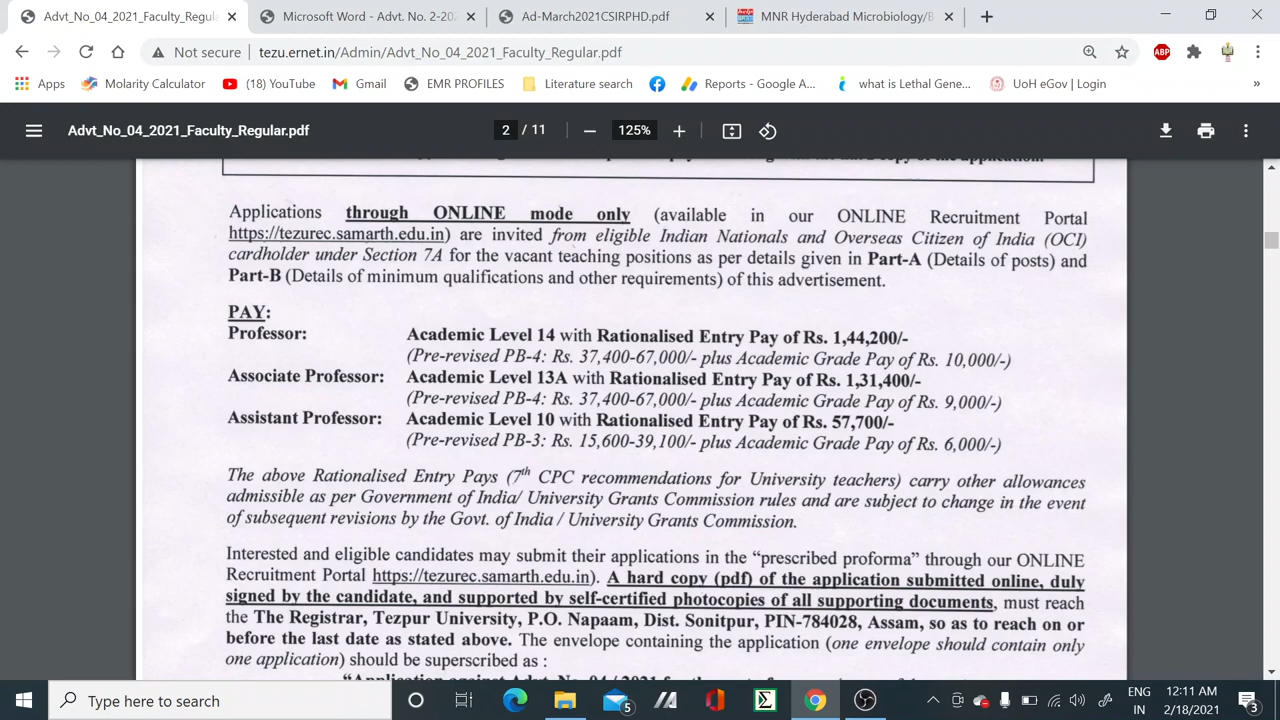 Advt_No_04_2021_Faculty_Regula
Microsoft Word - Advt. No. 2-202
Ad-March2021CSIRPHD.pdf
MNR Hyderabad Microbiology/B
Not secure
tezu.ernet.in/Admin/Advt_No_04_2021_Faculty_Regular.pdf
ABP
Apps
Molarity Calculator
(18) YouTube
Gmail
EMR PROFILES
Literature search
Reports - Google A...
what is Lethal Gene...
UoH eGov | Login
»
Advt_No_04_2021_Faculty_Regular.pdf
2 / 11
125%
Applications through ONLINE mode only (available in our ONLINE Recruitment Portal
https://tezurec.samarth.edu.in) are invited from eligible Indian Nationals and Overseas Citizen of India (OCI)
cardholder under Section 7A for the vacant teaching positions as per details given in Part-A (Details of posts) and
Part-B (Details of minimum qualifications and other requirements) of this advertisement.
PAY:
Professor: Academic Level 14 with Rationalised Entry Pay of Rs. 1,44,200/-
(Pre-revised PB-4: Rs. 37,400-67,000/- plus Academic Grade Pay of Rs. 10,000/-)
Associate Professor: Academic Level 13A with Rationalised Entry Pay of Rs. 1,31,400/-
(Pre-revised PB-4: Rs. 37,400-67,000/- plus Academic Grade Pay of Rs. 9,000/-)
Assistant Professor: Academic Level 10 with Rationalised Entry Pay of Rs. 57,700/-
(Pre-revised PB-3: Rs. 15,600-39,100/- plus Academic Grade Pay of Rs. 6,000/-)
The above Rationalised Entry Pays (7th CPC recommendations for University teachers) carry other allowances
admissible as per Government of India/ University Grants Commission rules and are subject to change in the event
of subsequent revisions by the Govt. of India / University Grants Commission.
Interested and eligible candidates may submit their applications in the “prescribed proforma” through our ONLINE
Recruitment Portal https://tezurec.samarth.edu.in). A hard copy (pdf) of the application submitted online, duly
signed by the candidate, and supported by self-certified photocopies of all supporting documents, must reach
the The Registrar, Tezpur University, P.O. Napaam, Dist. Sonitpur, PIN-784028, Assam, so as to reach on or
before the last date as stated above. The envelope containing the application (one envelope should contain only
one application) should be superscribed as :
“Application against Advt. No. 04 / 2021 for the post of
Type here to search
5
ENG
IN
12:11 AM
2/18/2021
3